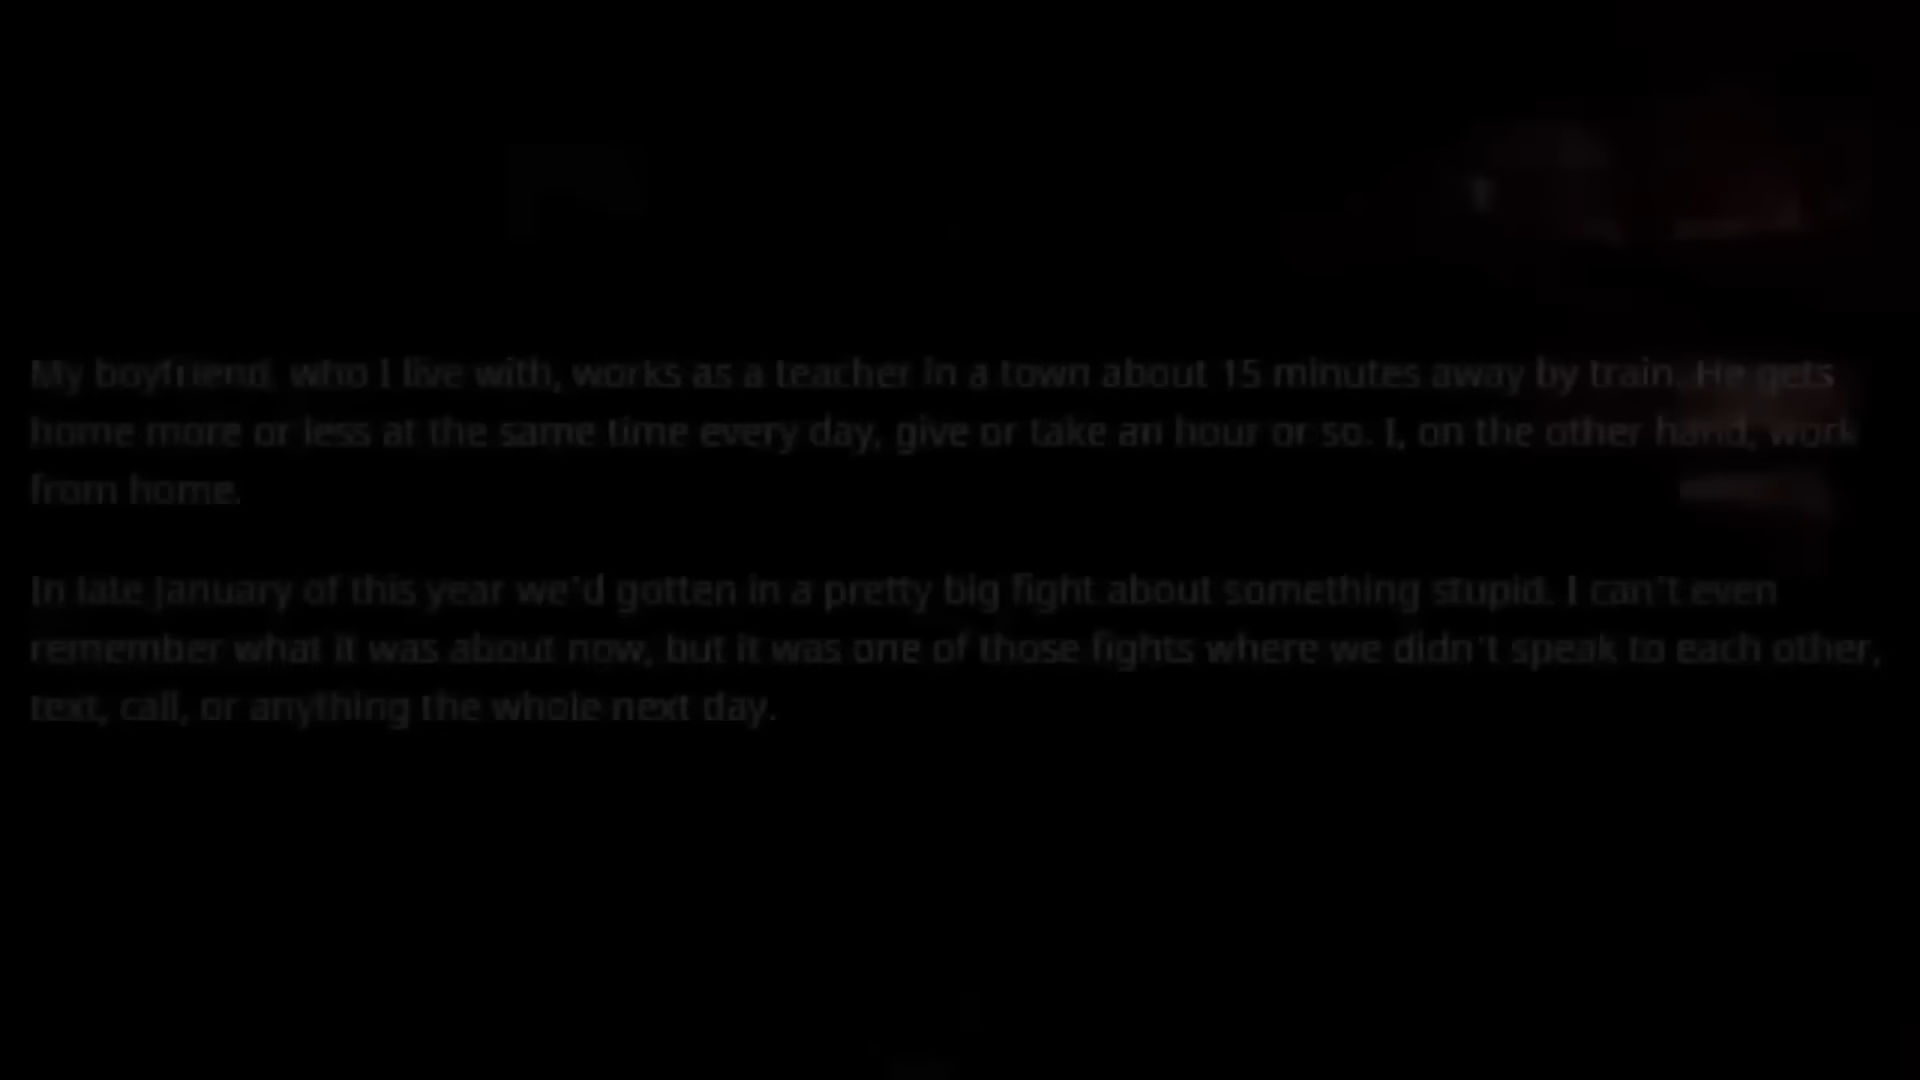 My boyfriend, who I live with, works as a teacher in a town about 15 minutes away by train. He gets
home more or less at the same time every day, give or take an hour or so. I, on the other hand, work
from home.
In late January of this year we'd gotten in a pretty big fight about something stupid. I can't even
remember what it was about now, but it was one of those fights where we didn't speak to each other,
text, call, or anything the whole next day.